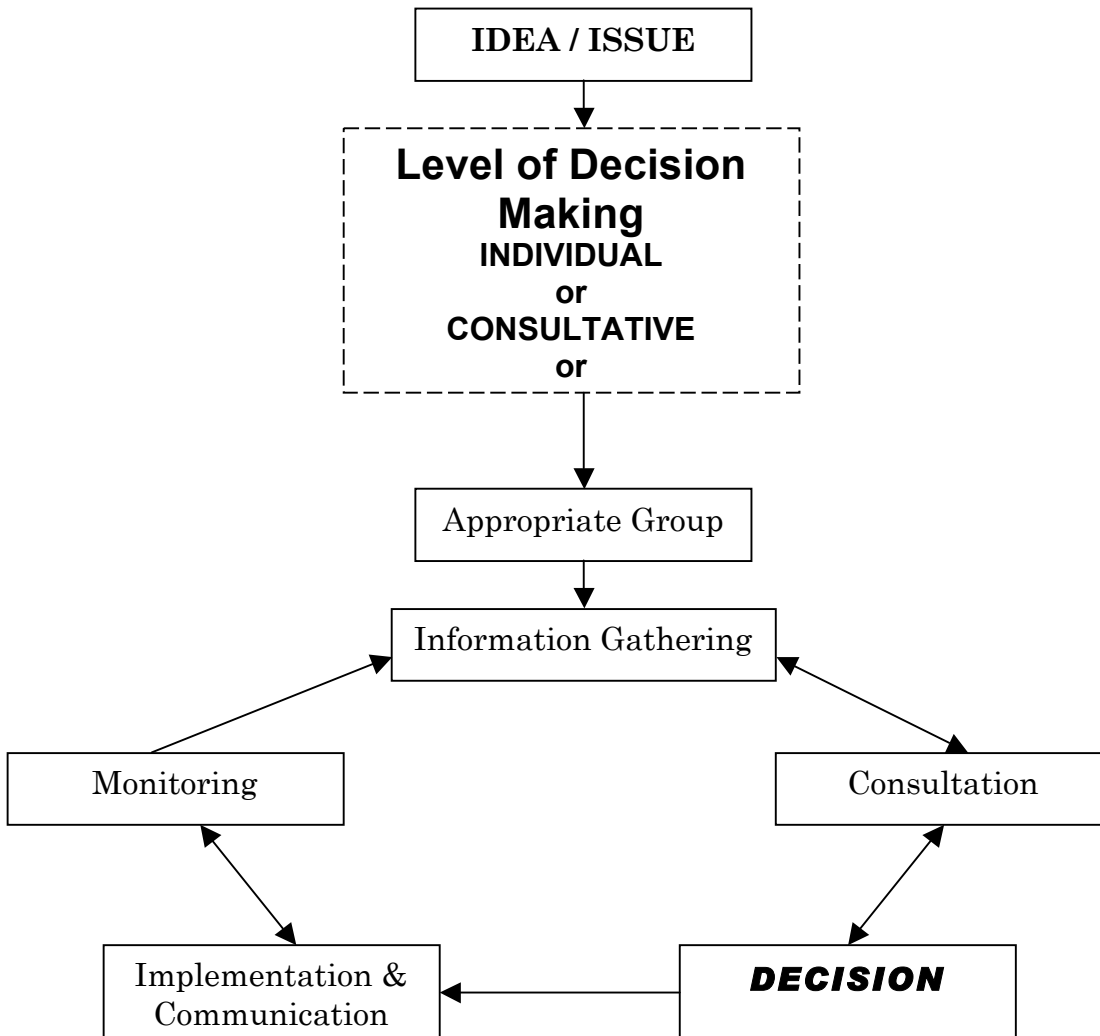 IDEA / ISSUE
Level of Decision
Making
INDIVIDUAL
or
CONSULTATIVE
or
Appropriate Group
Information Gathering
Monitoring
Consultation
Implementation &
Communication
DECISION